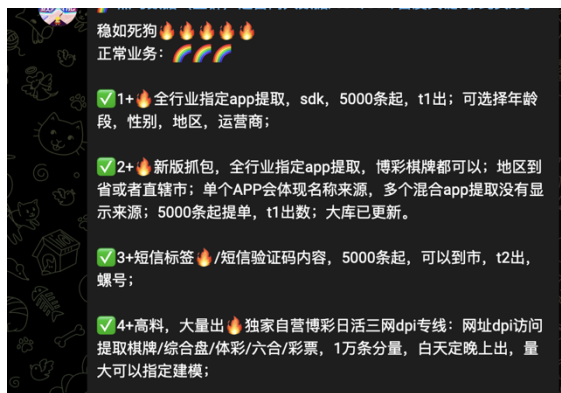 稳如死狗🔥🔥🔥🔥🔥
正常业务：🌈🌈🌈
✅1+🔥全行业指定app提取，sdk，5000条起，t1出；可选择年龄
段，性别，地区，运营商；
✅2+🔥新版抓包，全行业指定app提取，博彩棋牌都可以；地区到
省或者直辖市；单个APP会体现名称来源，多个混合app提取没有显
示来源；5000条起提单，t1出数；大库已更新。
✅3+短信标签🔥/短信验证码内容，5000条起，可以到市，t2出，
螺号；
✅4+高料，大量出🔥独家自营博彩日活三网dpi专线：网址dpi访问
提取棋牌/综合盘/体彩/六合/彩票，1万条分量，白天定晚上出，量
大可以指定建模；